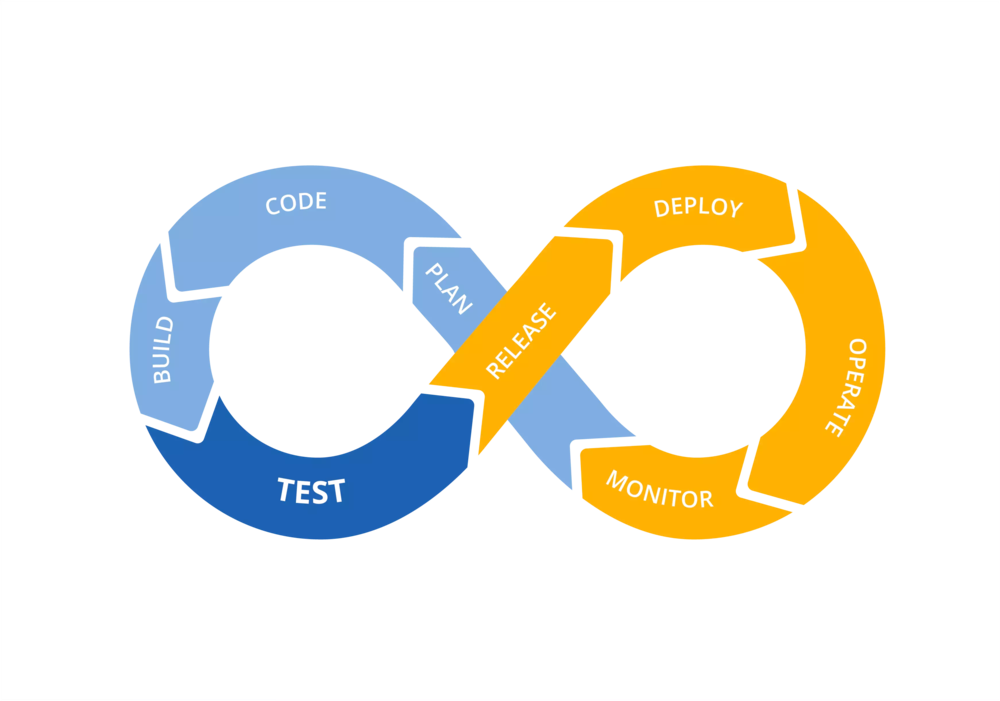 PLAN
CODE
BUILD
TEST
RELEASE
DEPLOY
OPERATE
MONITOR